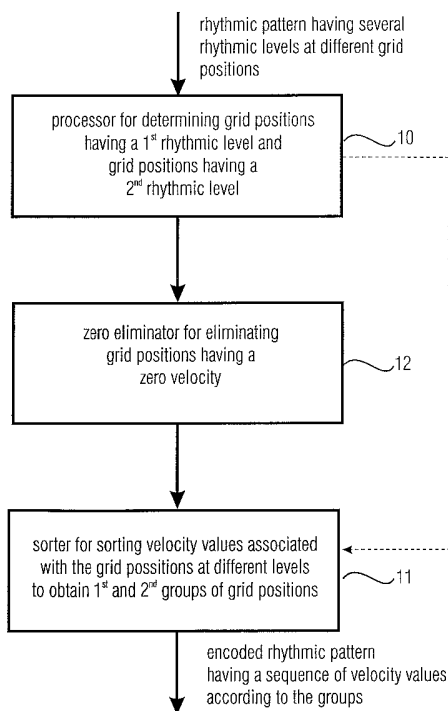 rhythmic pattern having several
rhythmic levels at different grid
positions
processor for determining grid positions
having a 1st rhythmic level and
grid positions having a
2nd rhythmic level
10
zero eliminator for eliminating
grid positions having a
zero velocity
12
sorter for sorting velocity values associated
with the grid possitions at different levels
to obtain 1st and 2nd groups of grid positions
11
encoded rhythmic pattern
having a sequence of velocity values
according to the groups